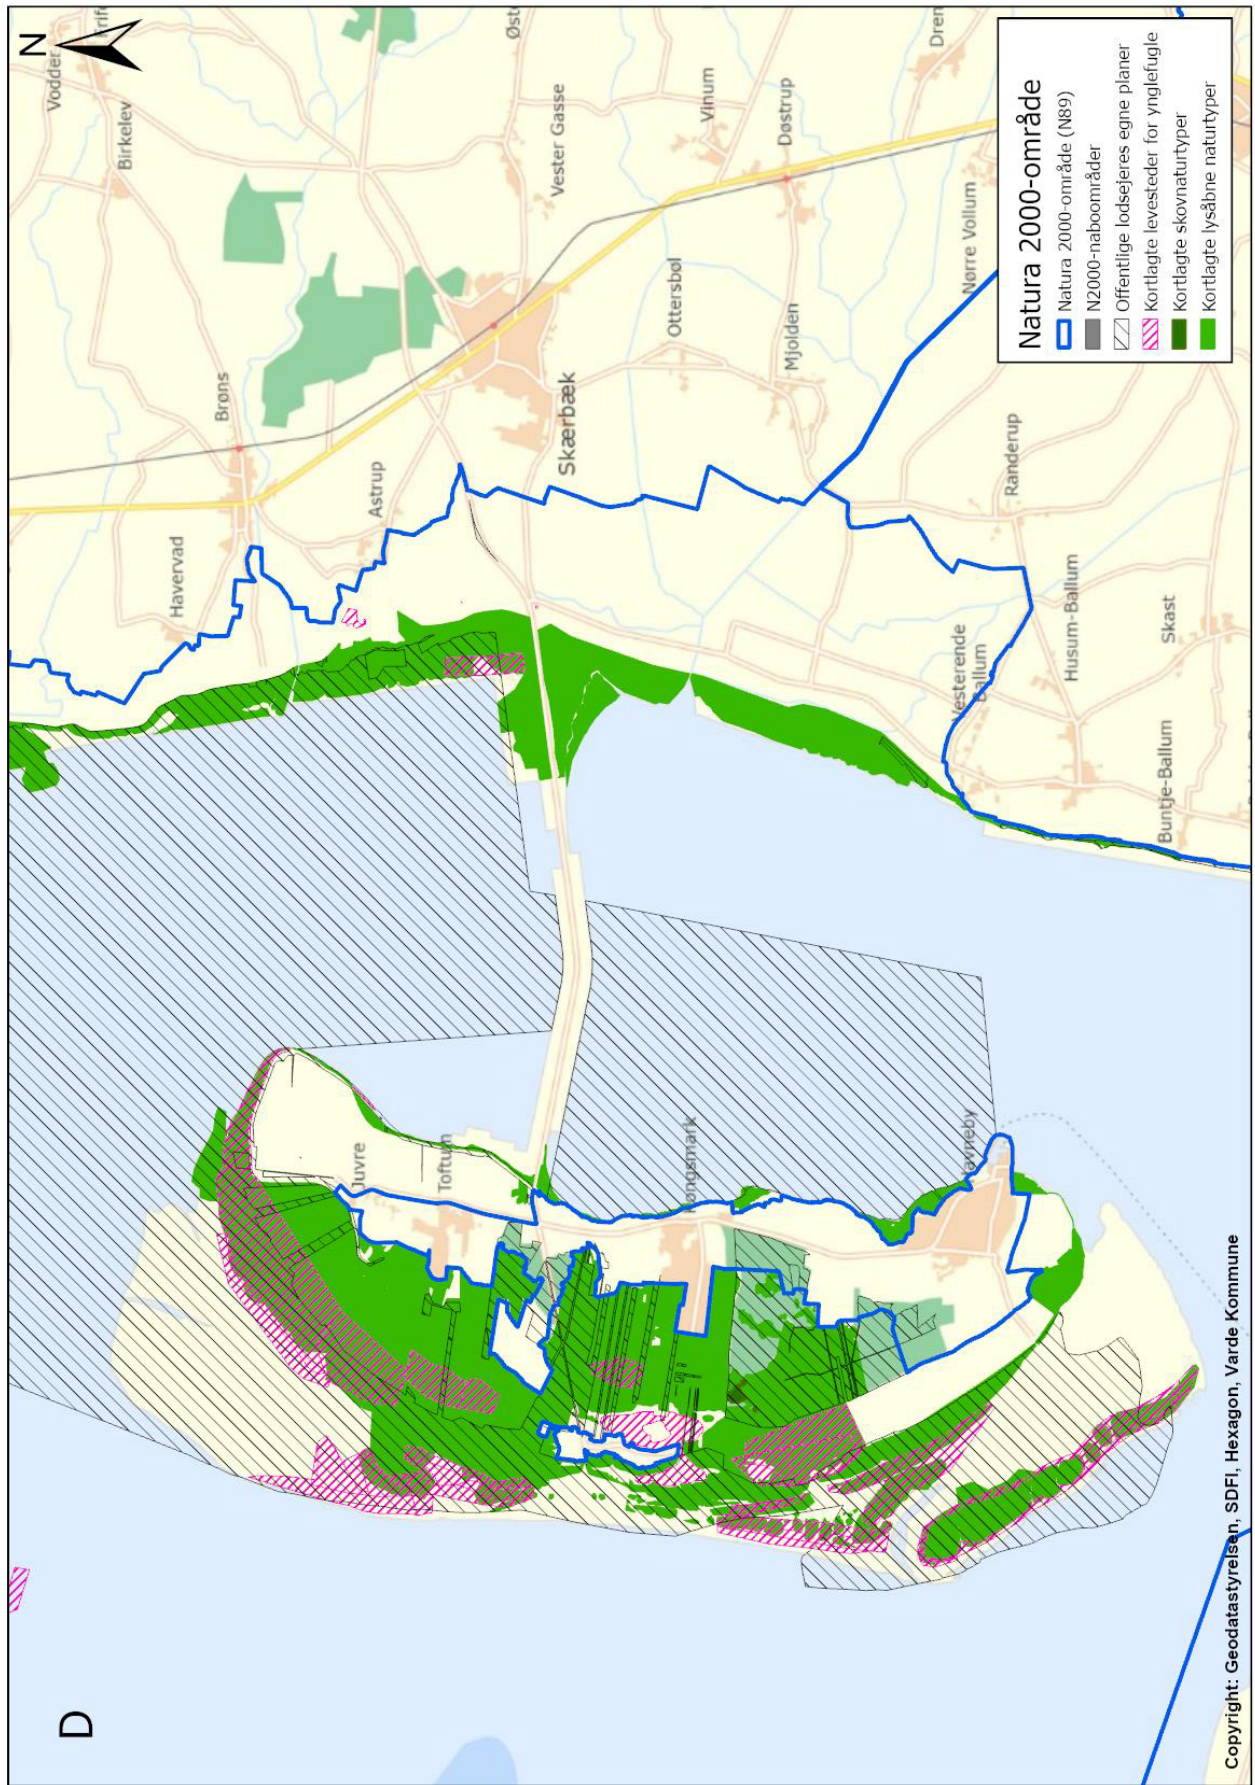 N
D
Vodder
Birkelev
Havervad
Brøns
Juvre
Astrup
Toftum
Øst
Vester Gasse
Skærbæk
Ottersbøl
Vinum
Døstrup
Mjolden
Dren
Vesterende
Ballum
Nørre Vollum
Randerup
Husum-Ballum
Buntje-Ballum
Skast
Natura 2000-område
Natura 2000-område (N89)
N2000-naboområder
Offentlige lodsejeres egne planer
Kortlagte levesteder for ynglefugle
Kortlagte skovnaturtyper
Kortlagte lysåbne naturtyper
Copyright: Geodatastyrelsen, SDFI, Hexagon, Varde Kommune